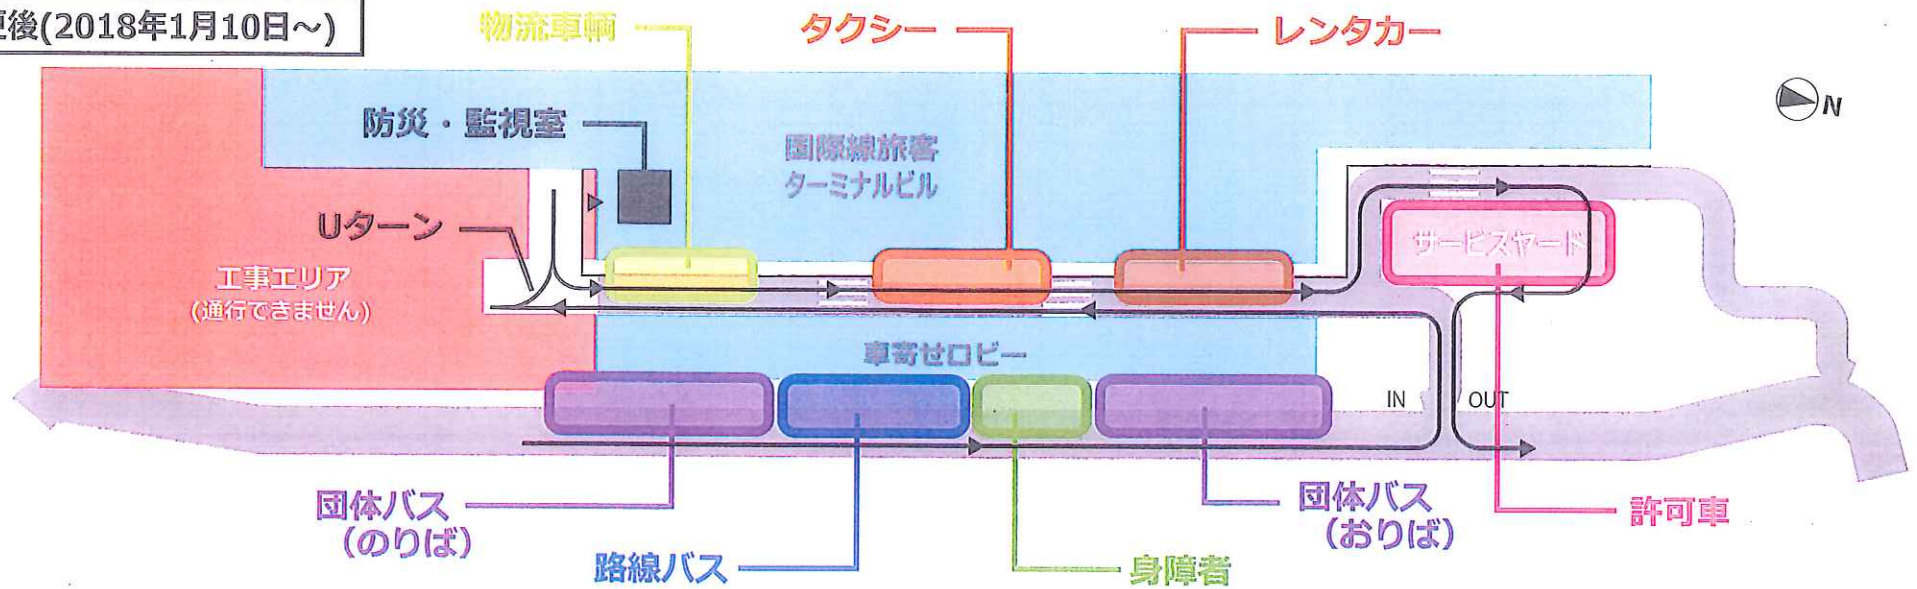 更後(2018年1月10日~)
物流車輌
タクシー
レンタカー
防災・監視室
国際線旅客
ターミナルビル
N
Uターン
サービスヤード
工事エリア
(通行できません)
車寄せロビー
IN
OUT
団体バス
(のりば)
団体バス
(おりば)
許可車
路線バス
身障者